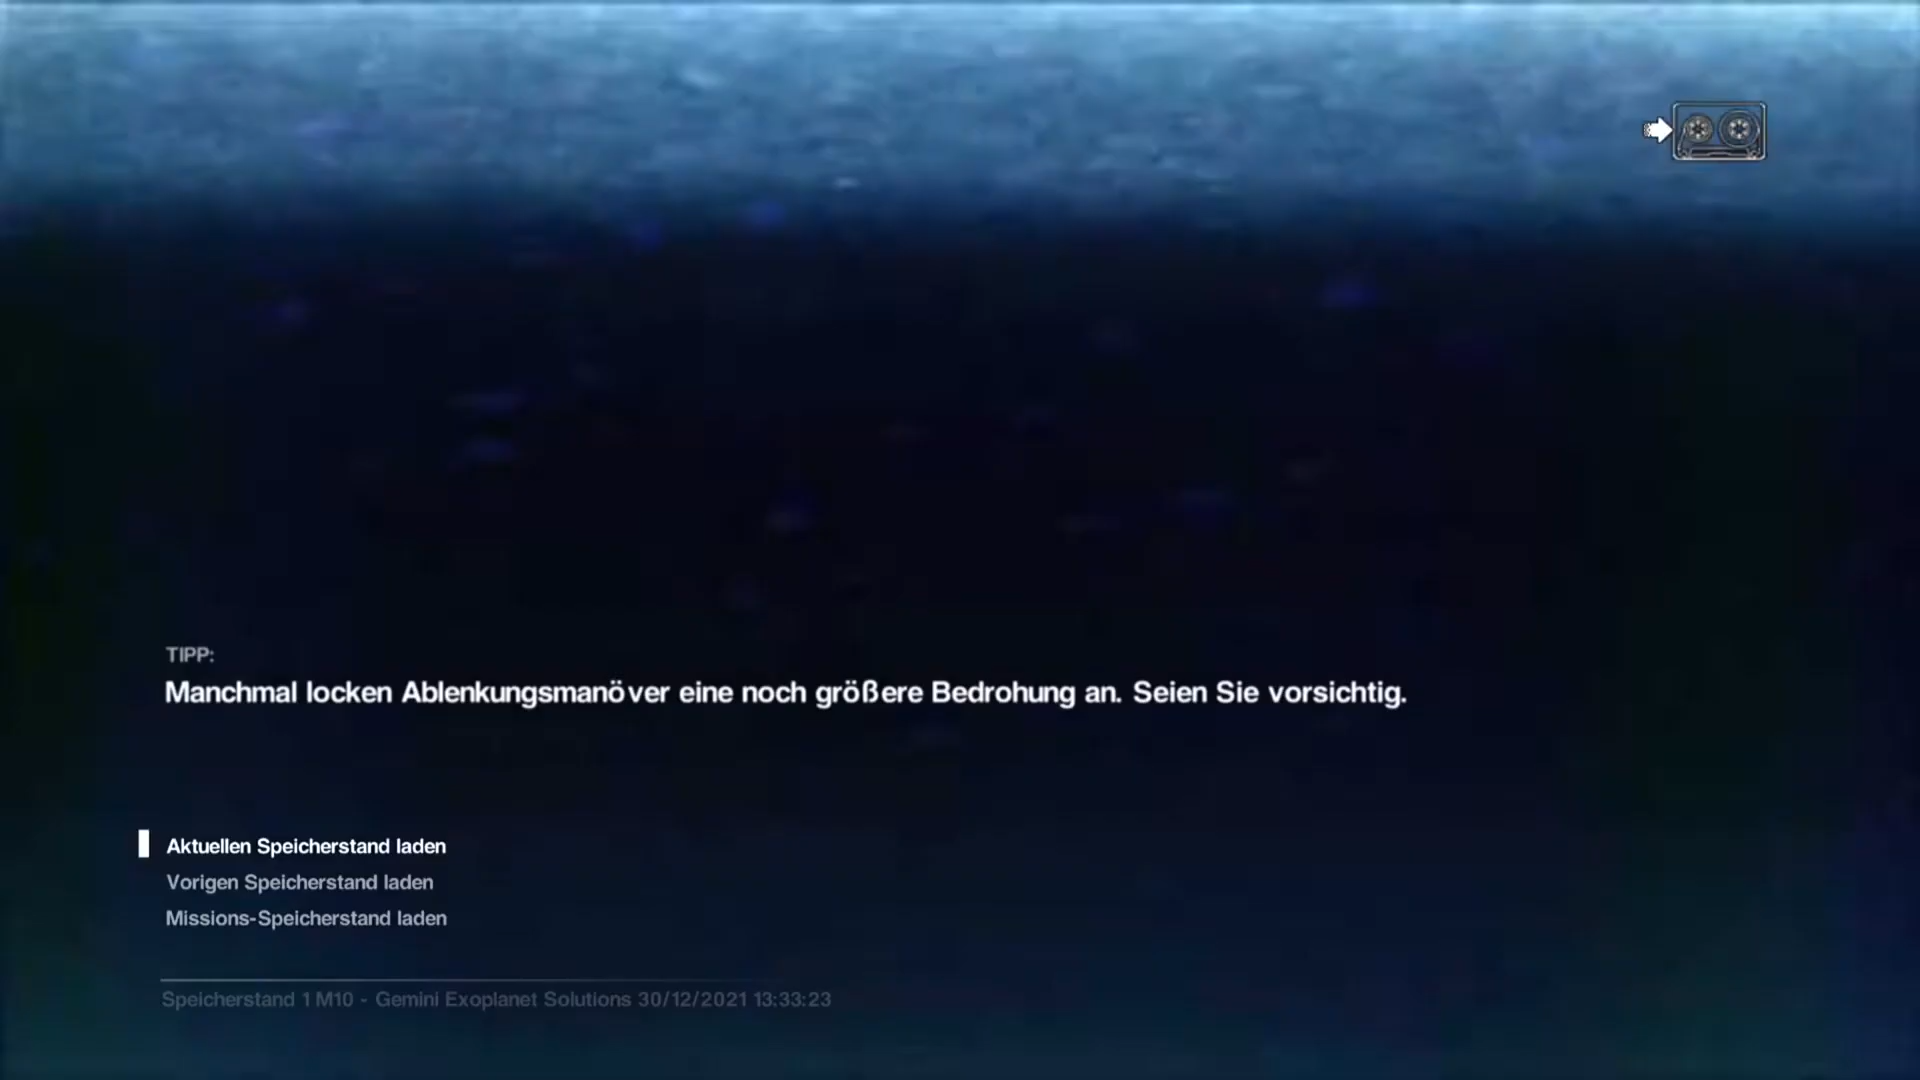 TIPP:
Manchmal locken Ablenkungsmanöver eine noch größere Bedrohung an. Seien Sie vorsichtig.
Aktuellen Speicherstand laden
Vorigen Speicherstand laden
Missions-Speicherstand laden
Speicherstand 1 M10 - Gemini Exoplanet Solutions 30/12/2021 13:33:23